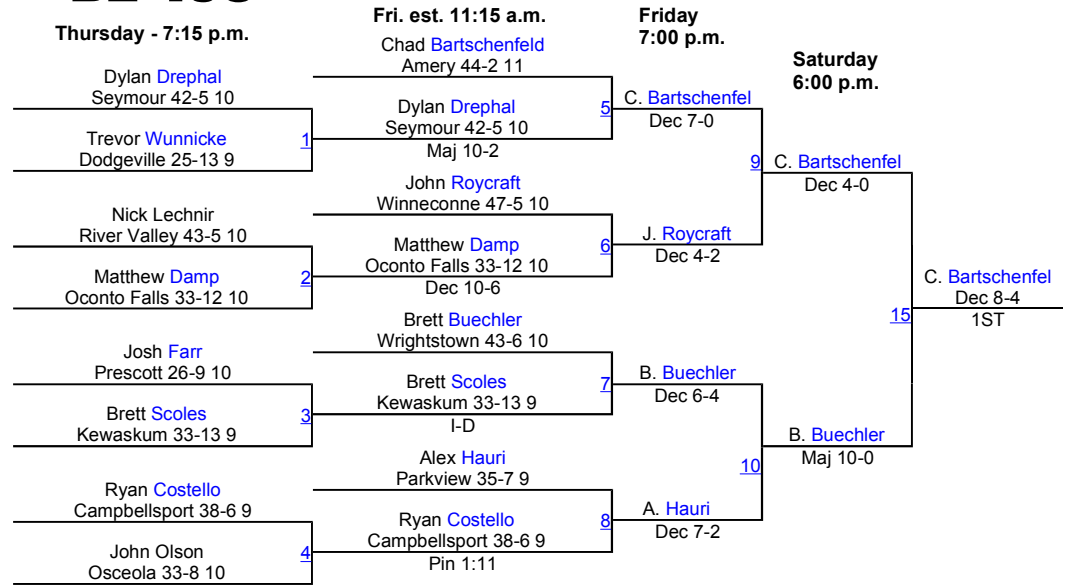 Thursday - 7:15 p.m.
Dylan Drephal
Seymour 42-5 10
Trevor Wunnicke
Dodgeville 25-13 9
1
Nick Lechnir
River Valley 43-5 10
Matthew Damp
Oconto Falls 33-12 10
2
Josh Farr
Prescott 26-9 10
Brett Scoles
Kewaskum 33-13 9
3
Ryan Costello
Campbellsport 38-6 9
John Olson
Osceola 33-8 10
4
Fri. est. 11:15 a.m.
Chad Bartschenfeld
Amery 44-2 11
Dylan Drephal
Seymour 42-5 10
Maj 10-2
5
John Roycraft
Winneconne 47-5 10
Matthew Damp
Oconto Falls 33-12 10
Dec 10-6
6
Brett Buechler
Wrightstown 43-6 10
Brett Scoles
Kewaskum 33-13 9
I-D
7
Alex Hauri
Parkview 35-7 9
Ryan Costello
Campbellsport 38-6 9
Pin 1:11
8
Friday
7:00 p.m.
C. Bartschenfel
Dec 7-0
9
J. Roycraft
Dec 4-2
B. Buechler
Dec 6-4
10
A. Hauri
Dec 7-2
Saturday
6:00 p.m.
C. Bartschenfel
Dec 4-0
B. Buechler
Maj 10-0
15
C. Bartschenfel
Dec 8-4
1ST